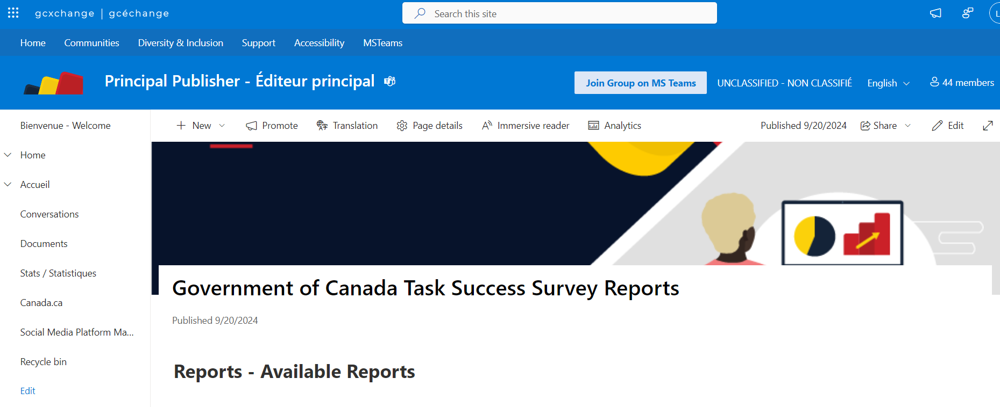 gcxchange | gcéchange
Search this site
L
Home Communities Diversity & Inclusion Support Accessibility MSTeams
Principal Publisher - Éditeur principal
Join Group on MS Teams UNCLASSIFIED - NON CLASSIFIÉ English 44 members
Bienvenue - Welcome
Home
Accueil
Conversations
Documents
Stats / Statistiques
Canada.ca
Social Media Platform Ma...
Recycle bin
Edit
New Promote Translation Page details Immersive reader Analytics Published 9/20/2024 Share Edit
Government of Canada Task Success Survey Reports
Published 9/20/2024
Reports - Available Reports